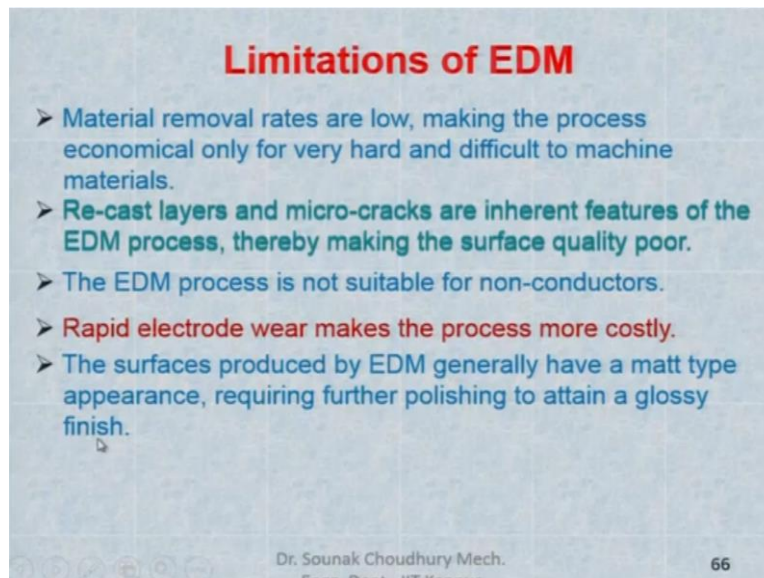 Limitations of EDM
➤ Material removal rates are low, making the process
economical only for very hard and difficult to machine
materials.
➤ Re-cast layers and micro-cracks are inherent features of the
EDM process, thereby making the surface quality poor.
➤ The EDM process is not suitable for non-conductors.
➤ Rapid electrode wear makes the process more costly.
➤ The surfaces produced by EDM generally have a matt type
appearance, requiring further polishing to attain a glossy
finish.
Dr. Sounak Choudhury Mech.
66